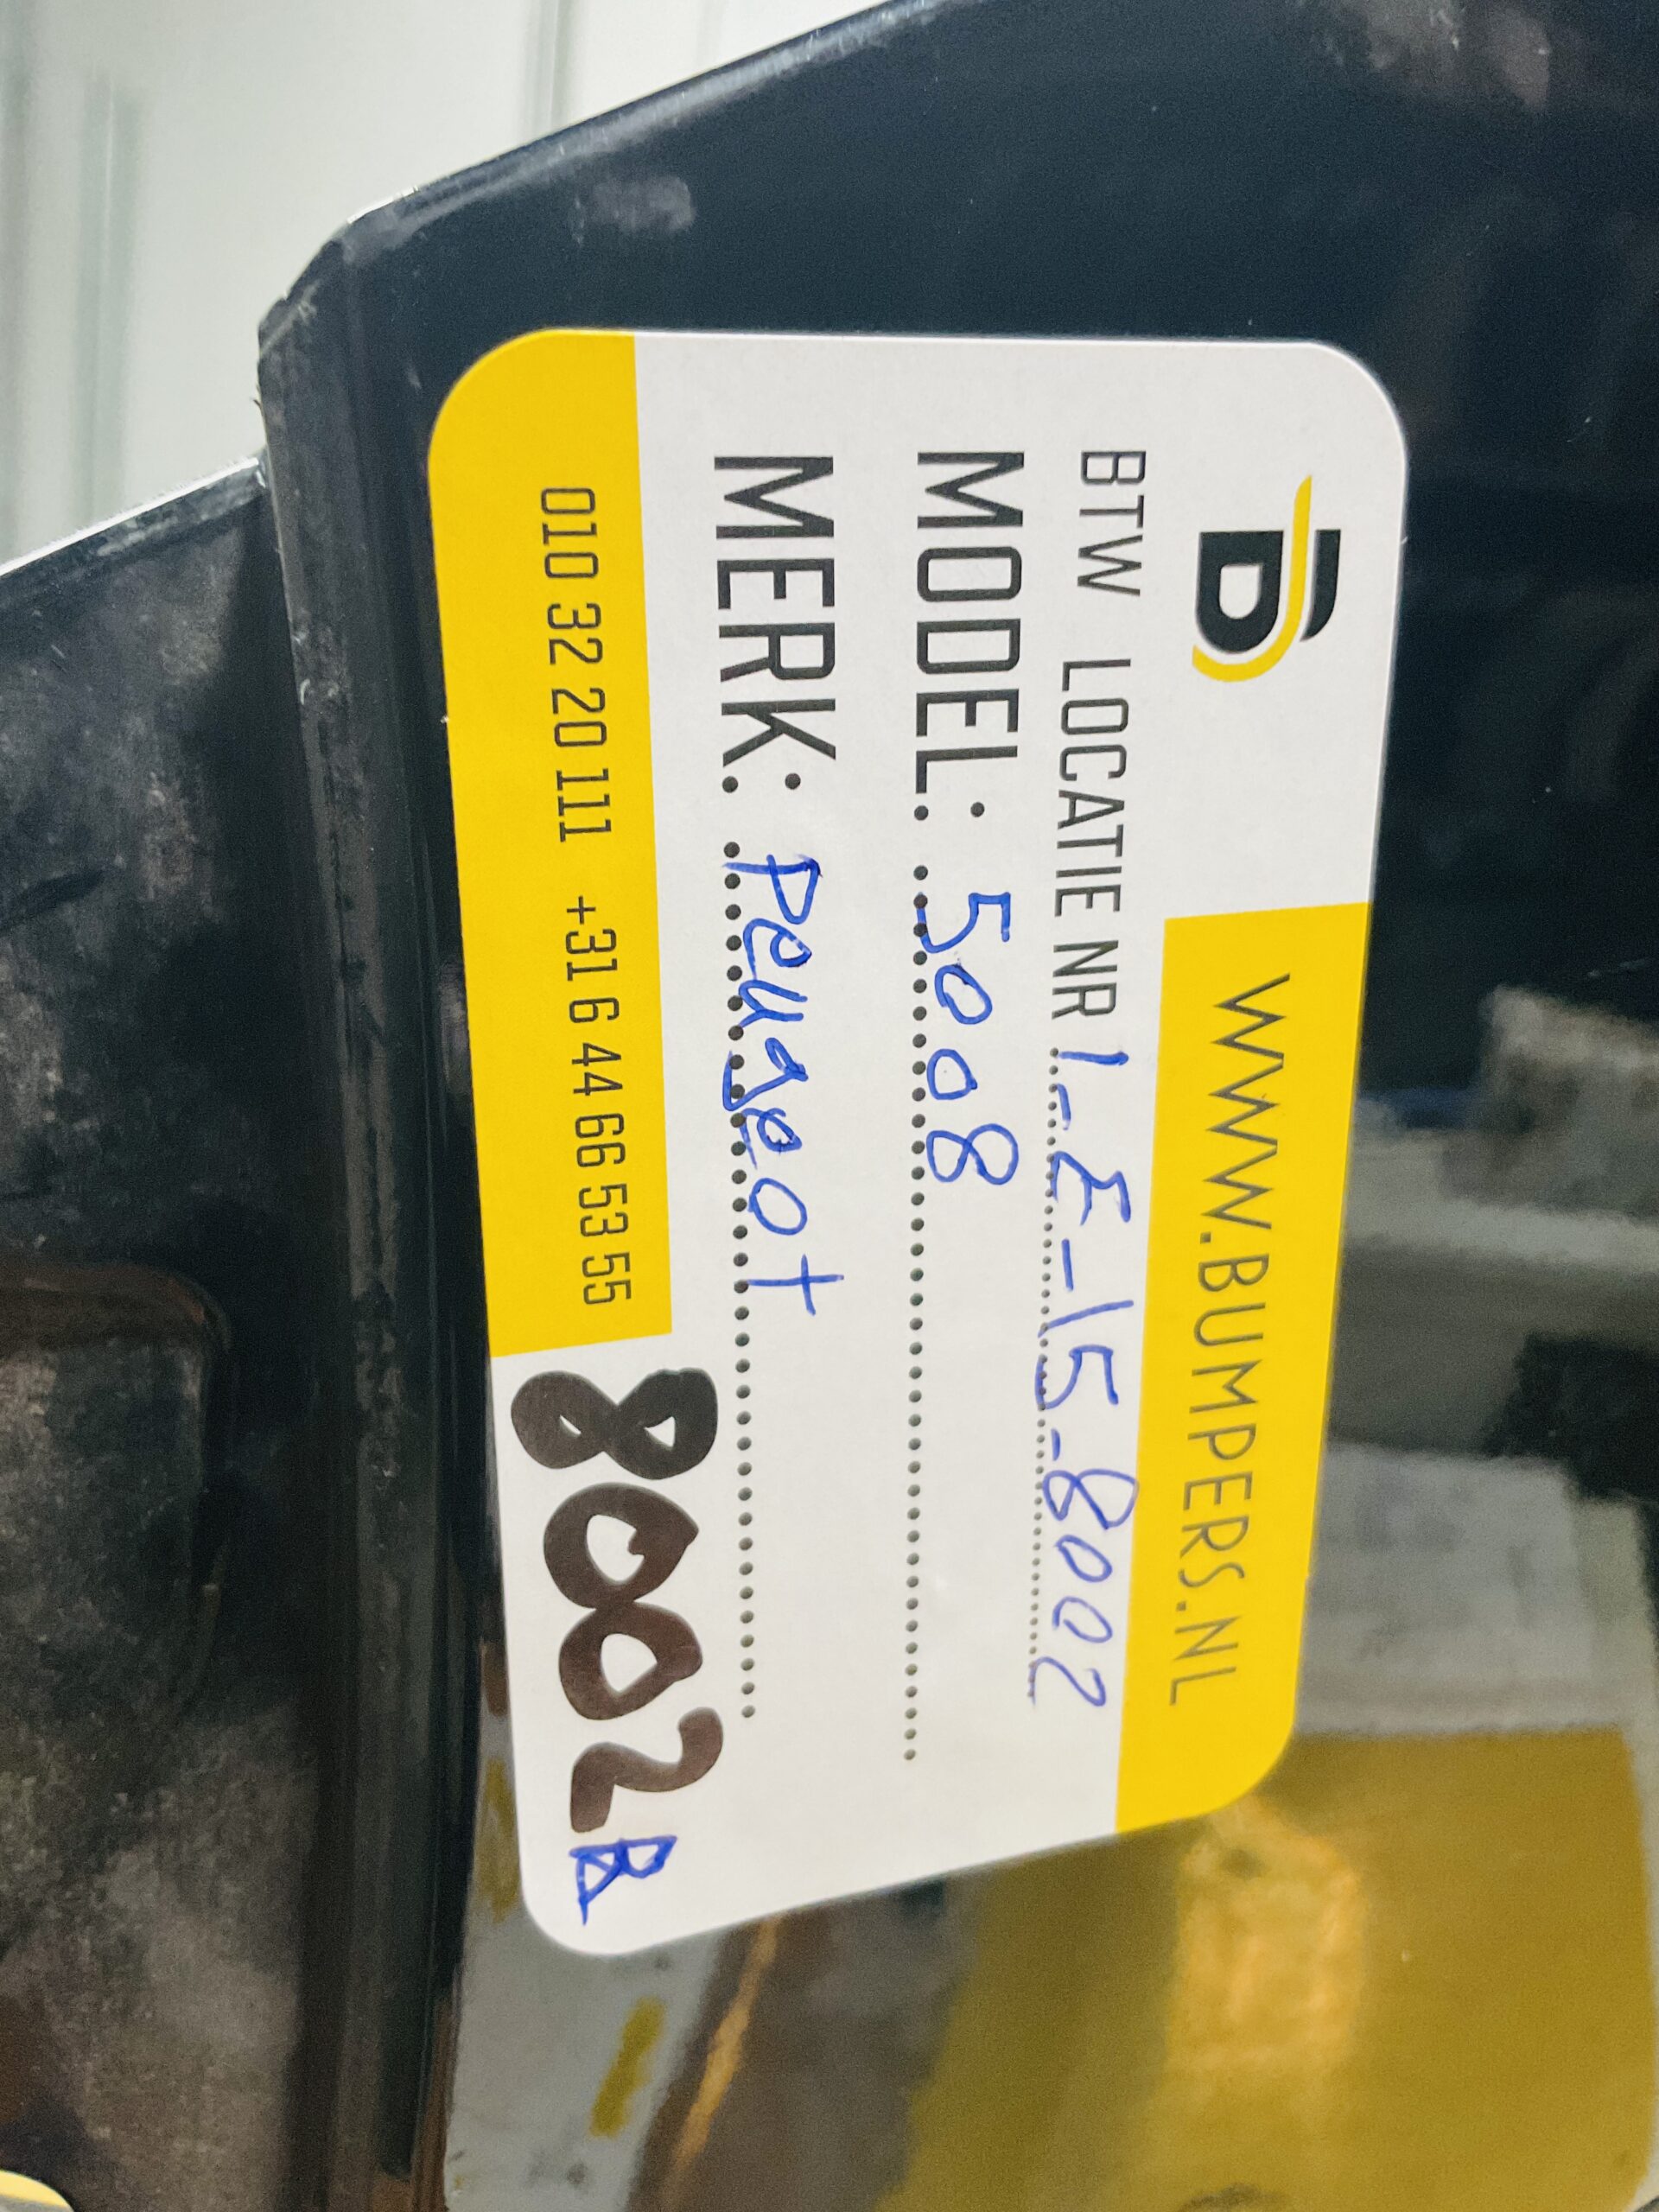 WWW.BUMPERS.NL
BTW LOCATIE NR 1-E-15-8002
MODEL: 5008
MERK: Peugeot
010 32 20 111 +31 6 44 66 53 55
8002 B